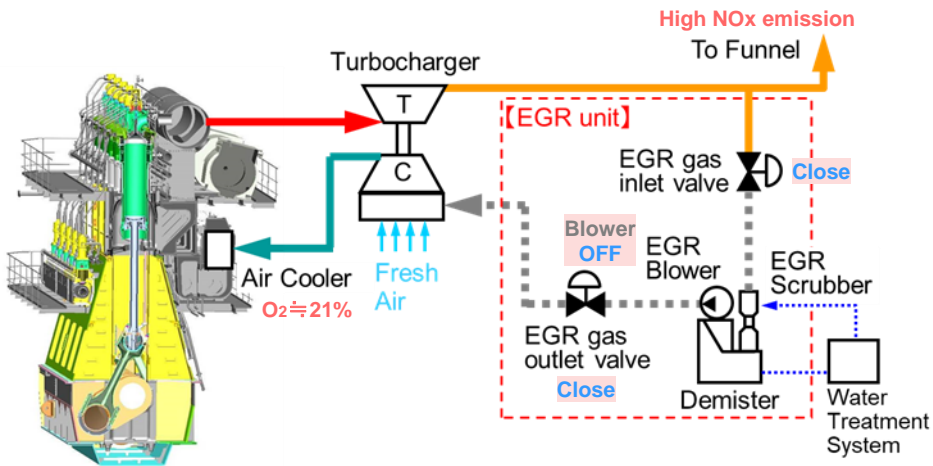 High NOx emission
To Funnel
Turbocharger
T
C
【EGR unit】
EGR gas
inlet valve
Close
Blower
OFF
EGR
Blower
EGR
Scrubber
Air Cooler
O₂≒21%
Fresh
Air
EGR gas
outlet valve
Close
Demister
Water
Treatment
System